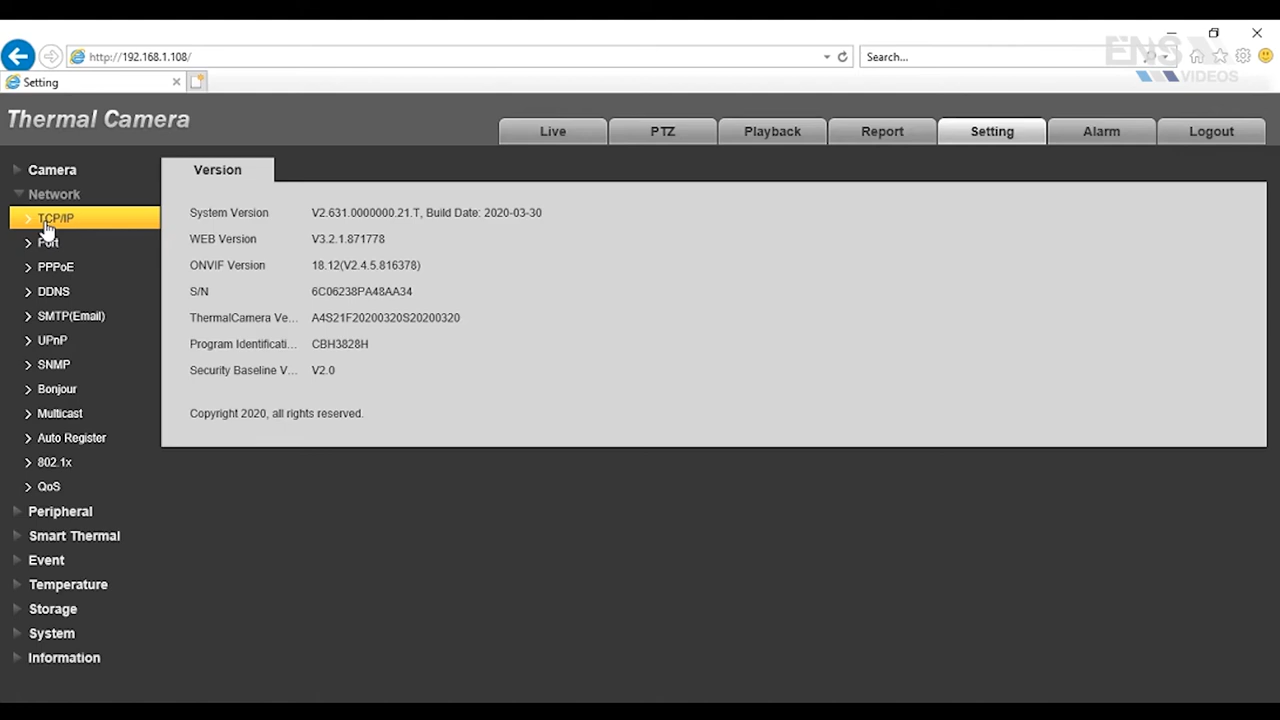 http://192.168.1.108/
Search...
ENS
VIDEOS
Setting
Thermal Camera
Live
PTZ
Playback
Report
Setting
Alarm
Logout
Camera
Network
TCP/IP
Port
PPPoE
DDNS
SMTP(Email)
UPnP
SNMP
Bonjour
Multicast
Auto Register
802.1x
QoS
Peripheral
Smart Thermal
Event
Temperature
Storage
System
Information
Version
System Version V2.631.0000000.21.T, Build Date: 2020-03-30
WEB Version V3.2.1.871778
ONVIF Version 18.12(V2.4.5.816378)
S/N 6C06238PA48AA34
ThermalCamera Ve... A4S21F20200320S20200320
Program Identificati... CBH3828H
Security Baseline V... V2.0
Copyright 2020, all rights reserved.